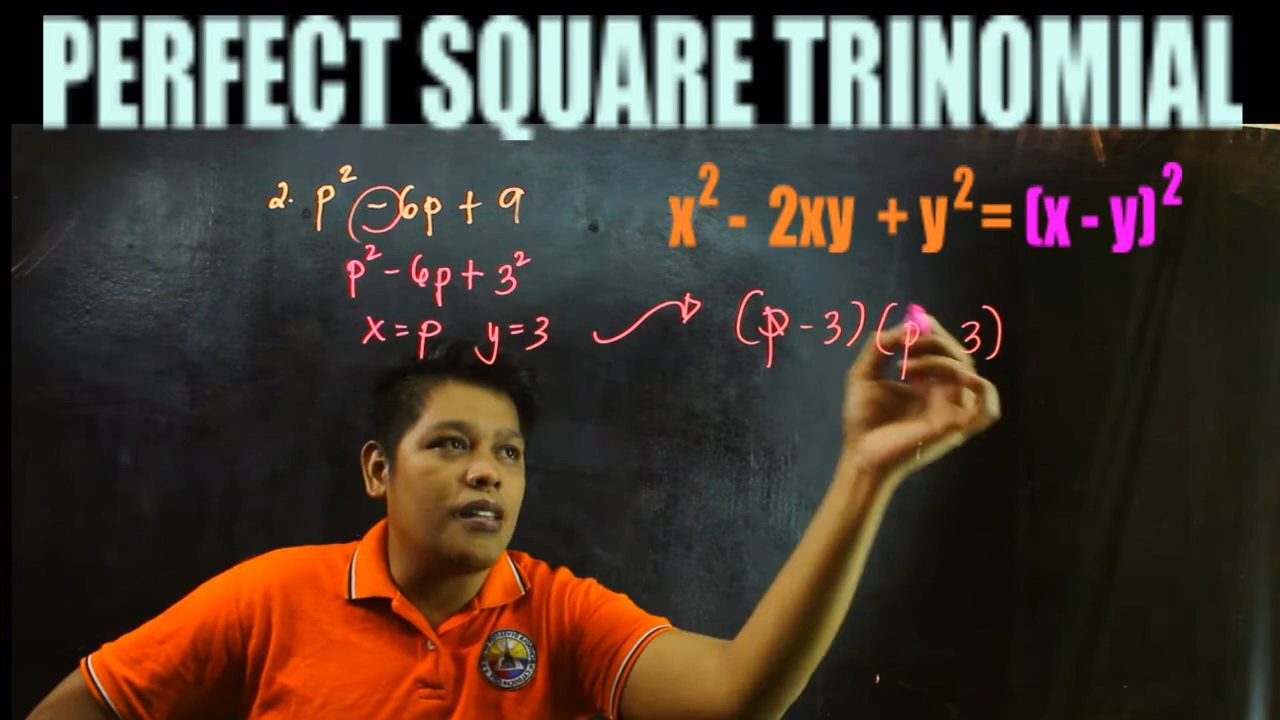 PERFECT SQUARE TRINOMIAL
2. p² - 6p + 9
p² - 6p + 3²
x = p y = 3
x² - 2xy + y² = (x - y)²
(p - 3)(p 3)